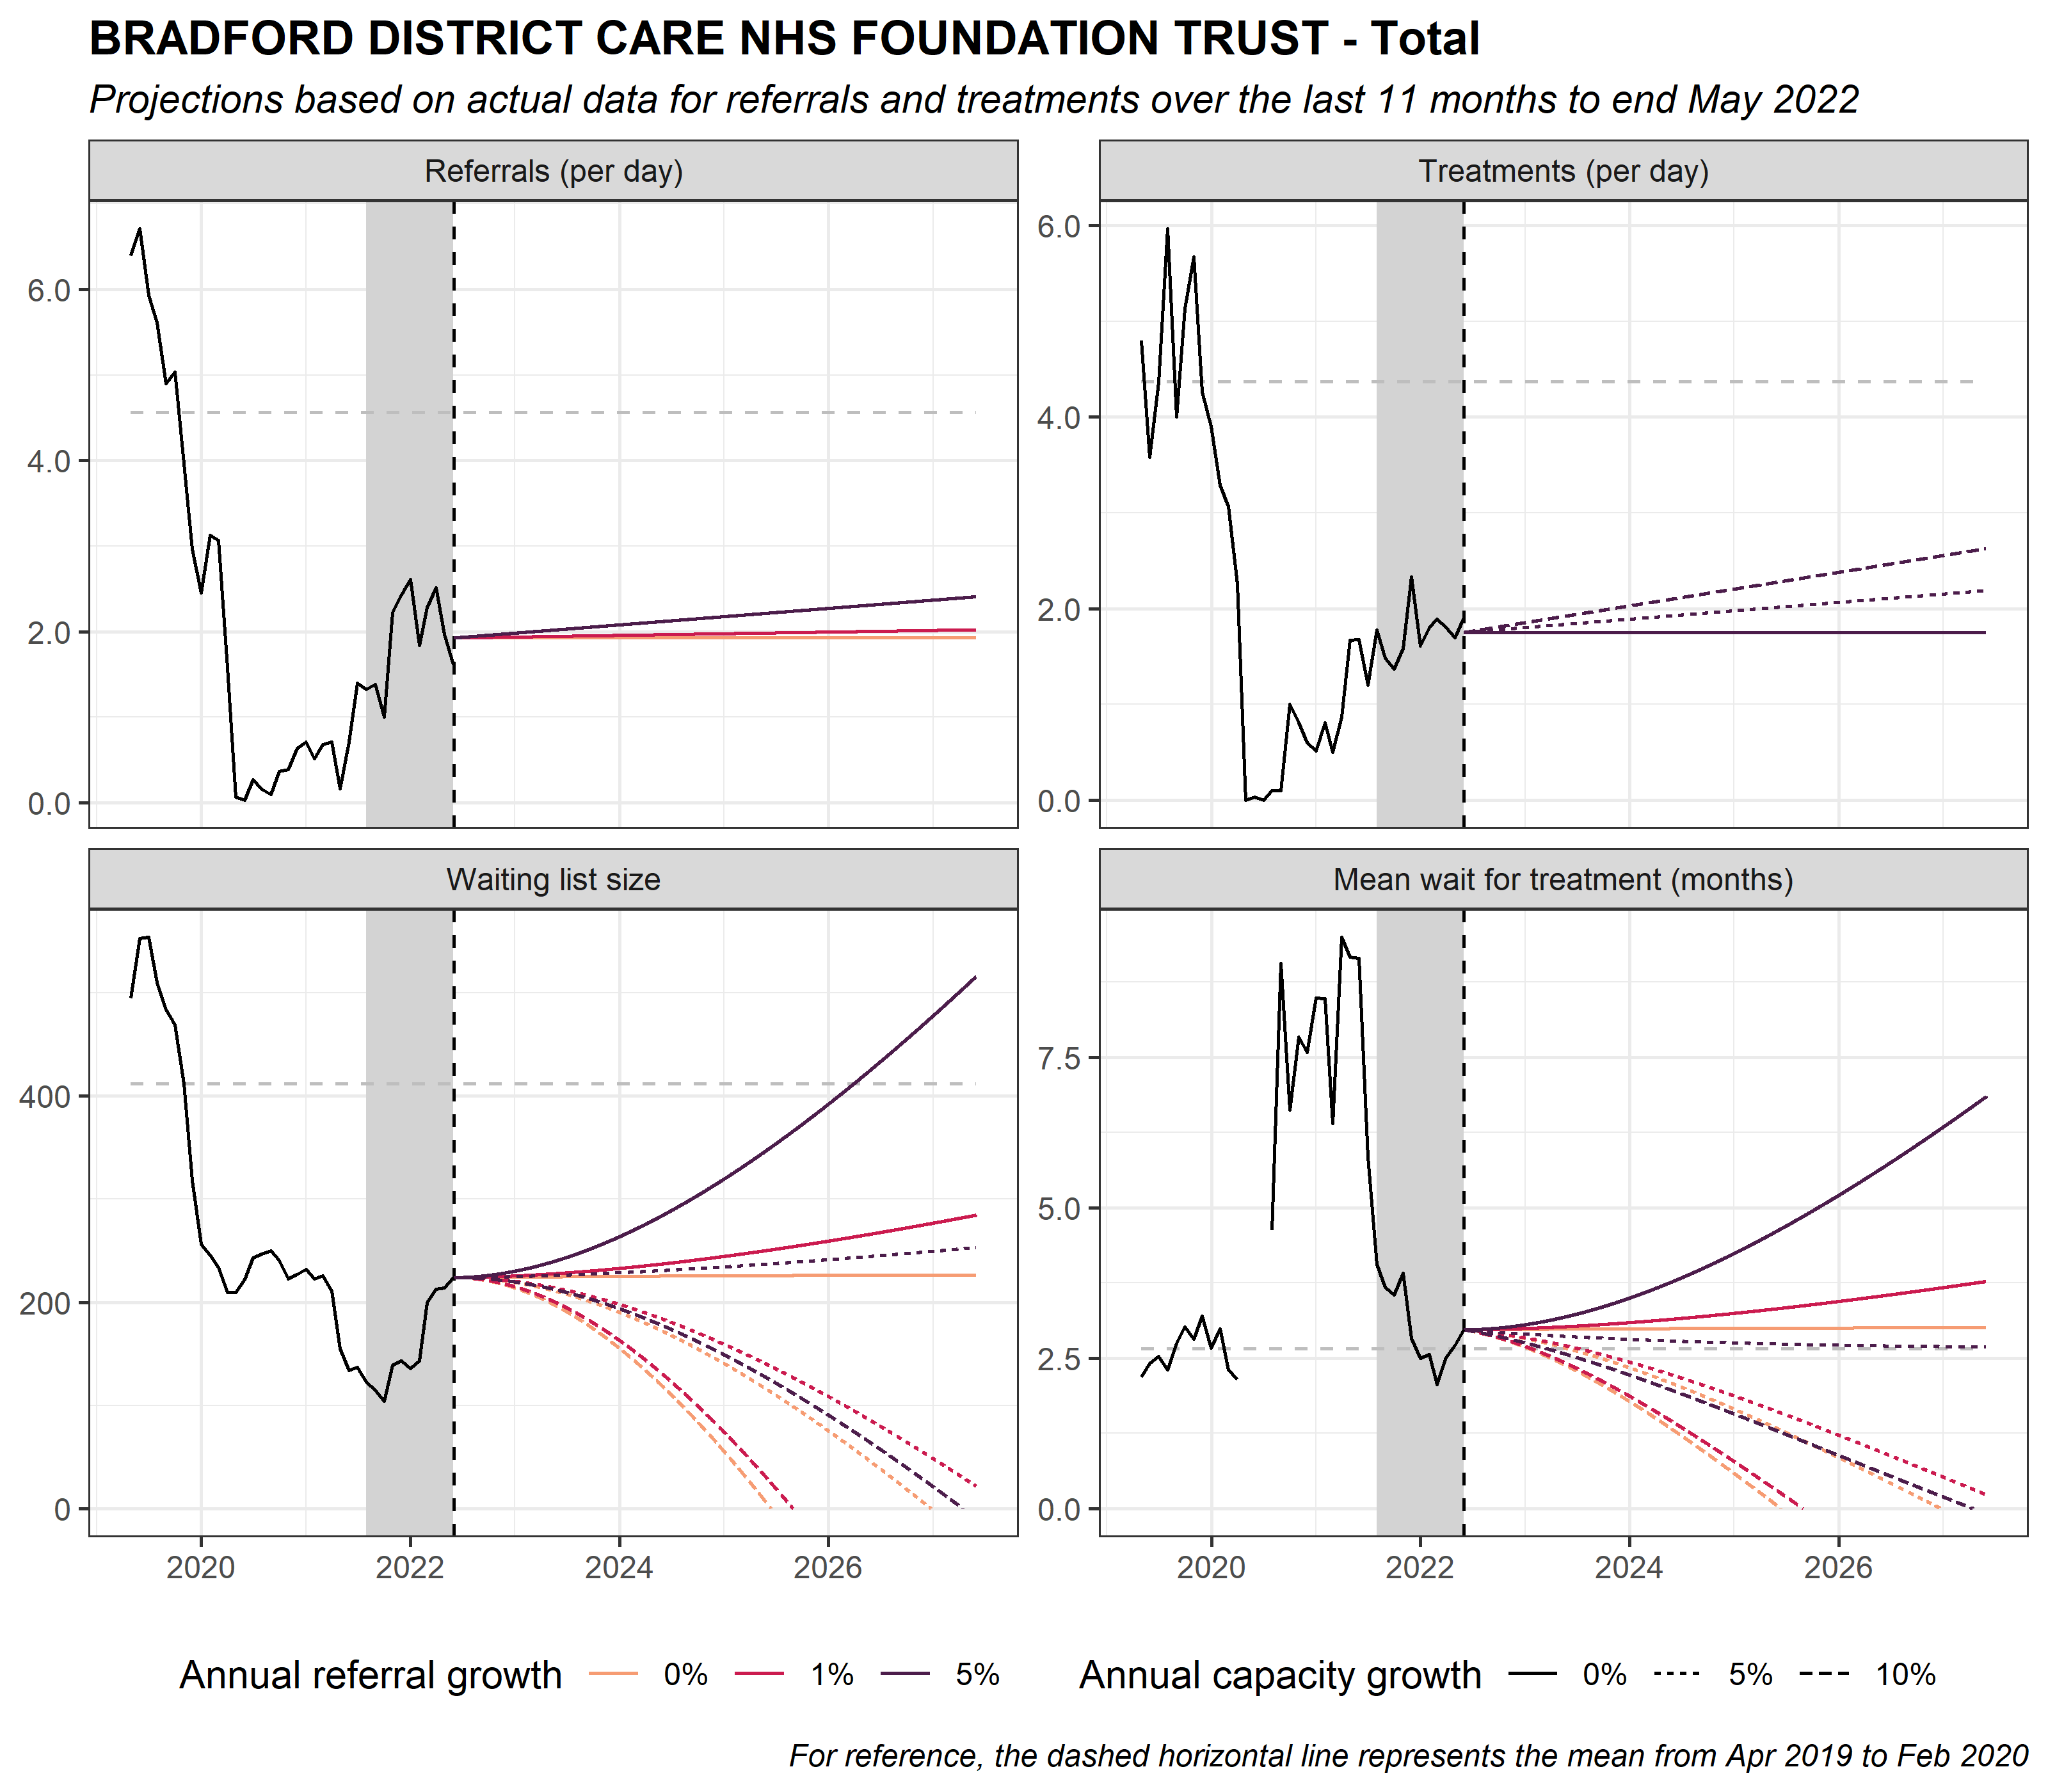 BRADFORD DISTRICT CARE NHS FOUNDATION TRUST - Total
Projections based on actual data for referrals and treatments over the last 11 months to end May 2022
Referrals (per day)
6.0
4.0
2.0
0.0
Treatments (per day)
6.0
4.0
2.0
0.0
Waiting list size
400
200
0
2020 2022 2024 2026
Mean wait for treatment (months)
7.5
5.0
2.5
0.0
2020 2022 2024 2026
Annual referral growth 0% 1% 5%
Annual capacity growth 0% 5% 10%
For reference, the dashed horizontal line represents the mean from Apr 2019 to Feb 2020